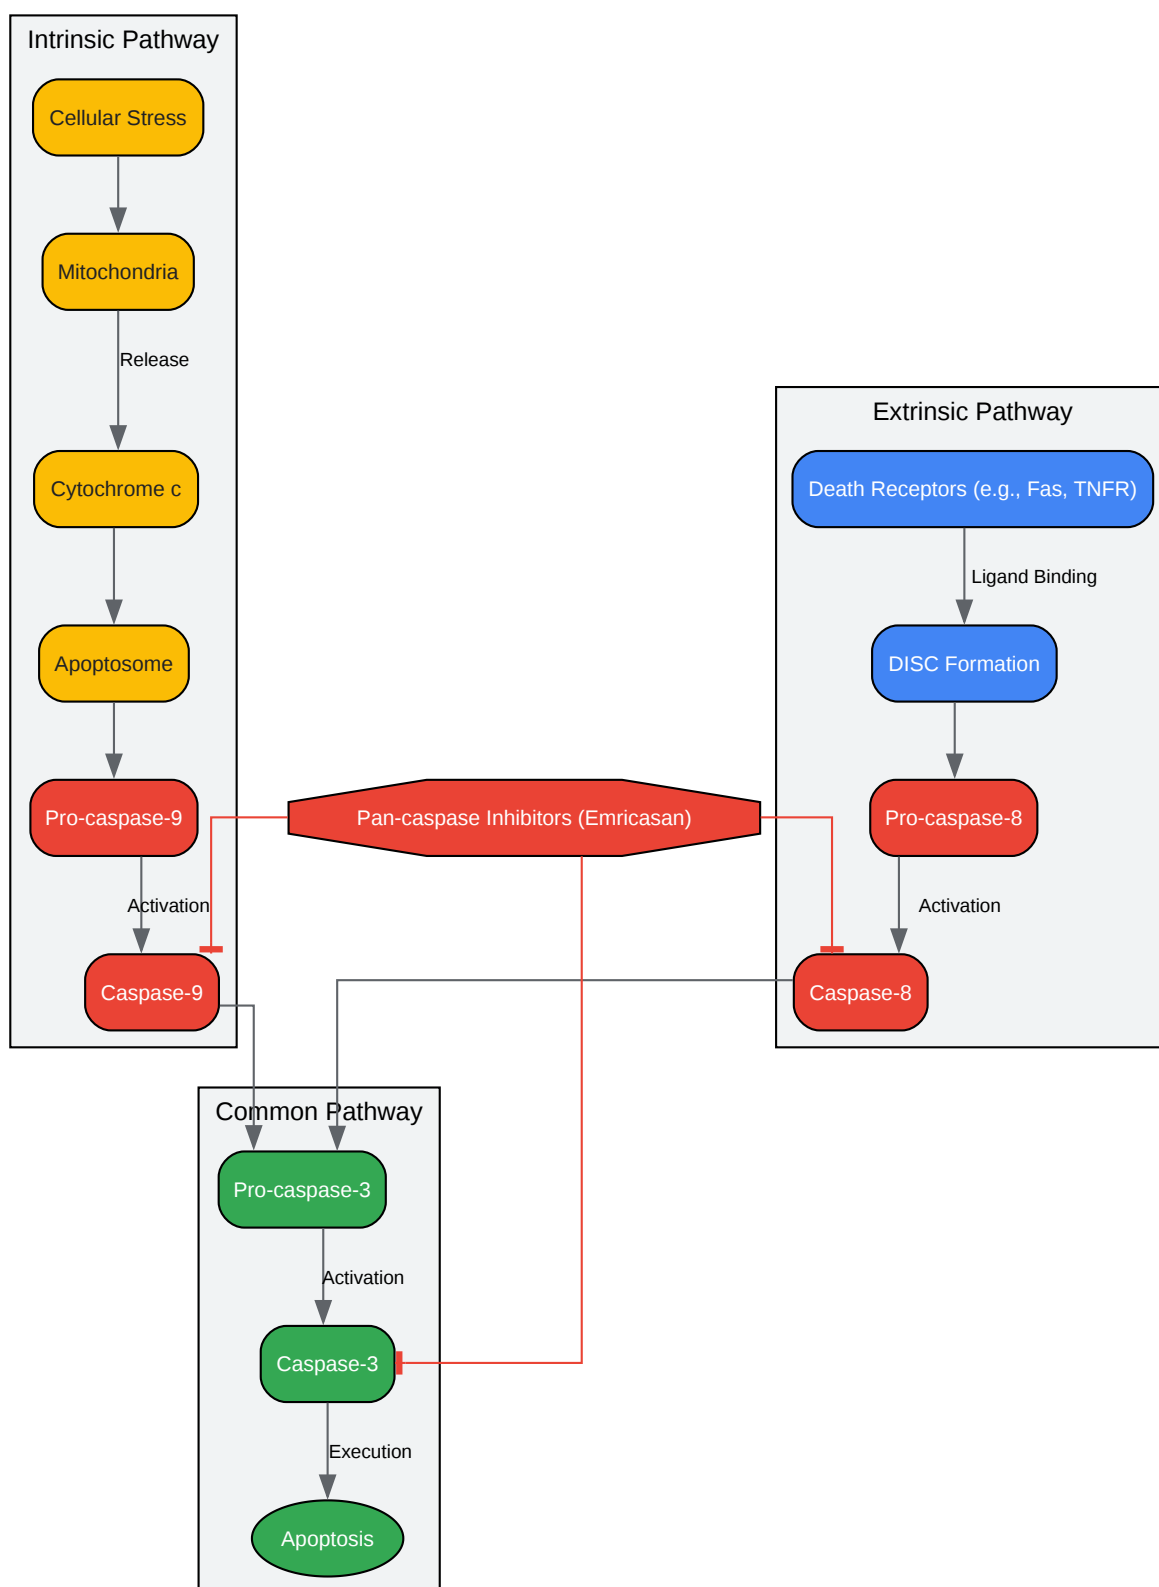 Intrinsic Pathway
Cellular Stress
Mitochondria
Release
Cytochrome c
Apoptosome
Pro-caspase-9
Activation
Caspase-9
Pan-caspase Inhibitors (Emricasan)
Extrinsic Pathway
Death Receptors (e.g., Fas, TNFR)
Ligand Binding
DISC Formation
Pro-caspase-8
Activation
Caspase-8
Common Pathway
Pro-caspase-3
Activation
Caspase-3
Execution
Apoptosis